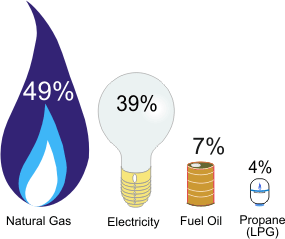 49%
39%
7%
4%
Natural Gas
Electricity
Fuel Oil
Propane
(LPG)